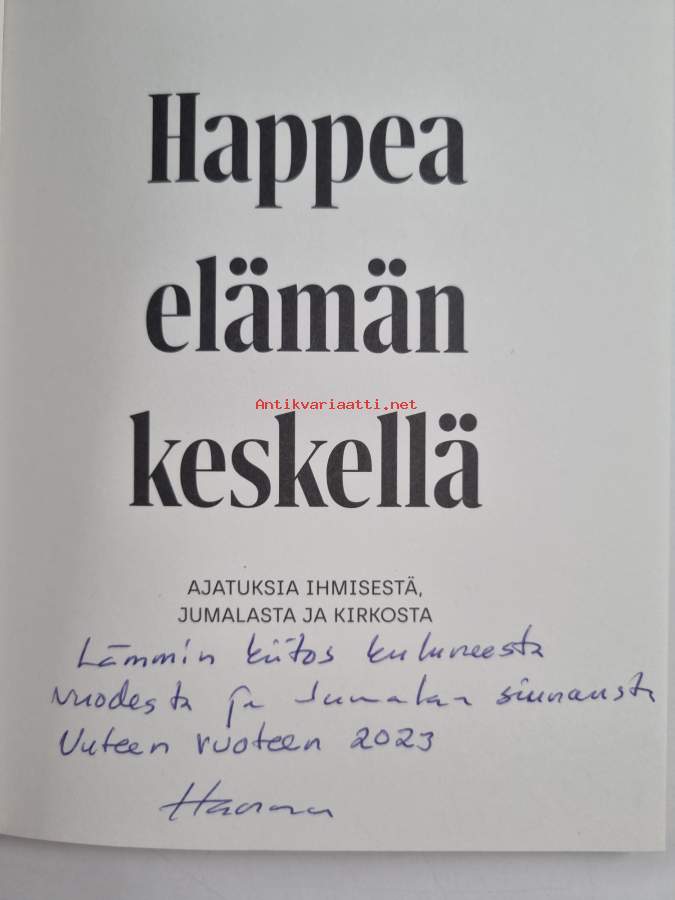 Happea
elämän
Antikvariaatti.net
keskellä
AJATUKSIA IHMISESTÄ,
JUMALASTA JA KIRKOSTA
Lämmin kiitos kuluneesta
vuodesta ja Jumalan siunausta
Uuteen vuoteen 2023
Hanna